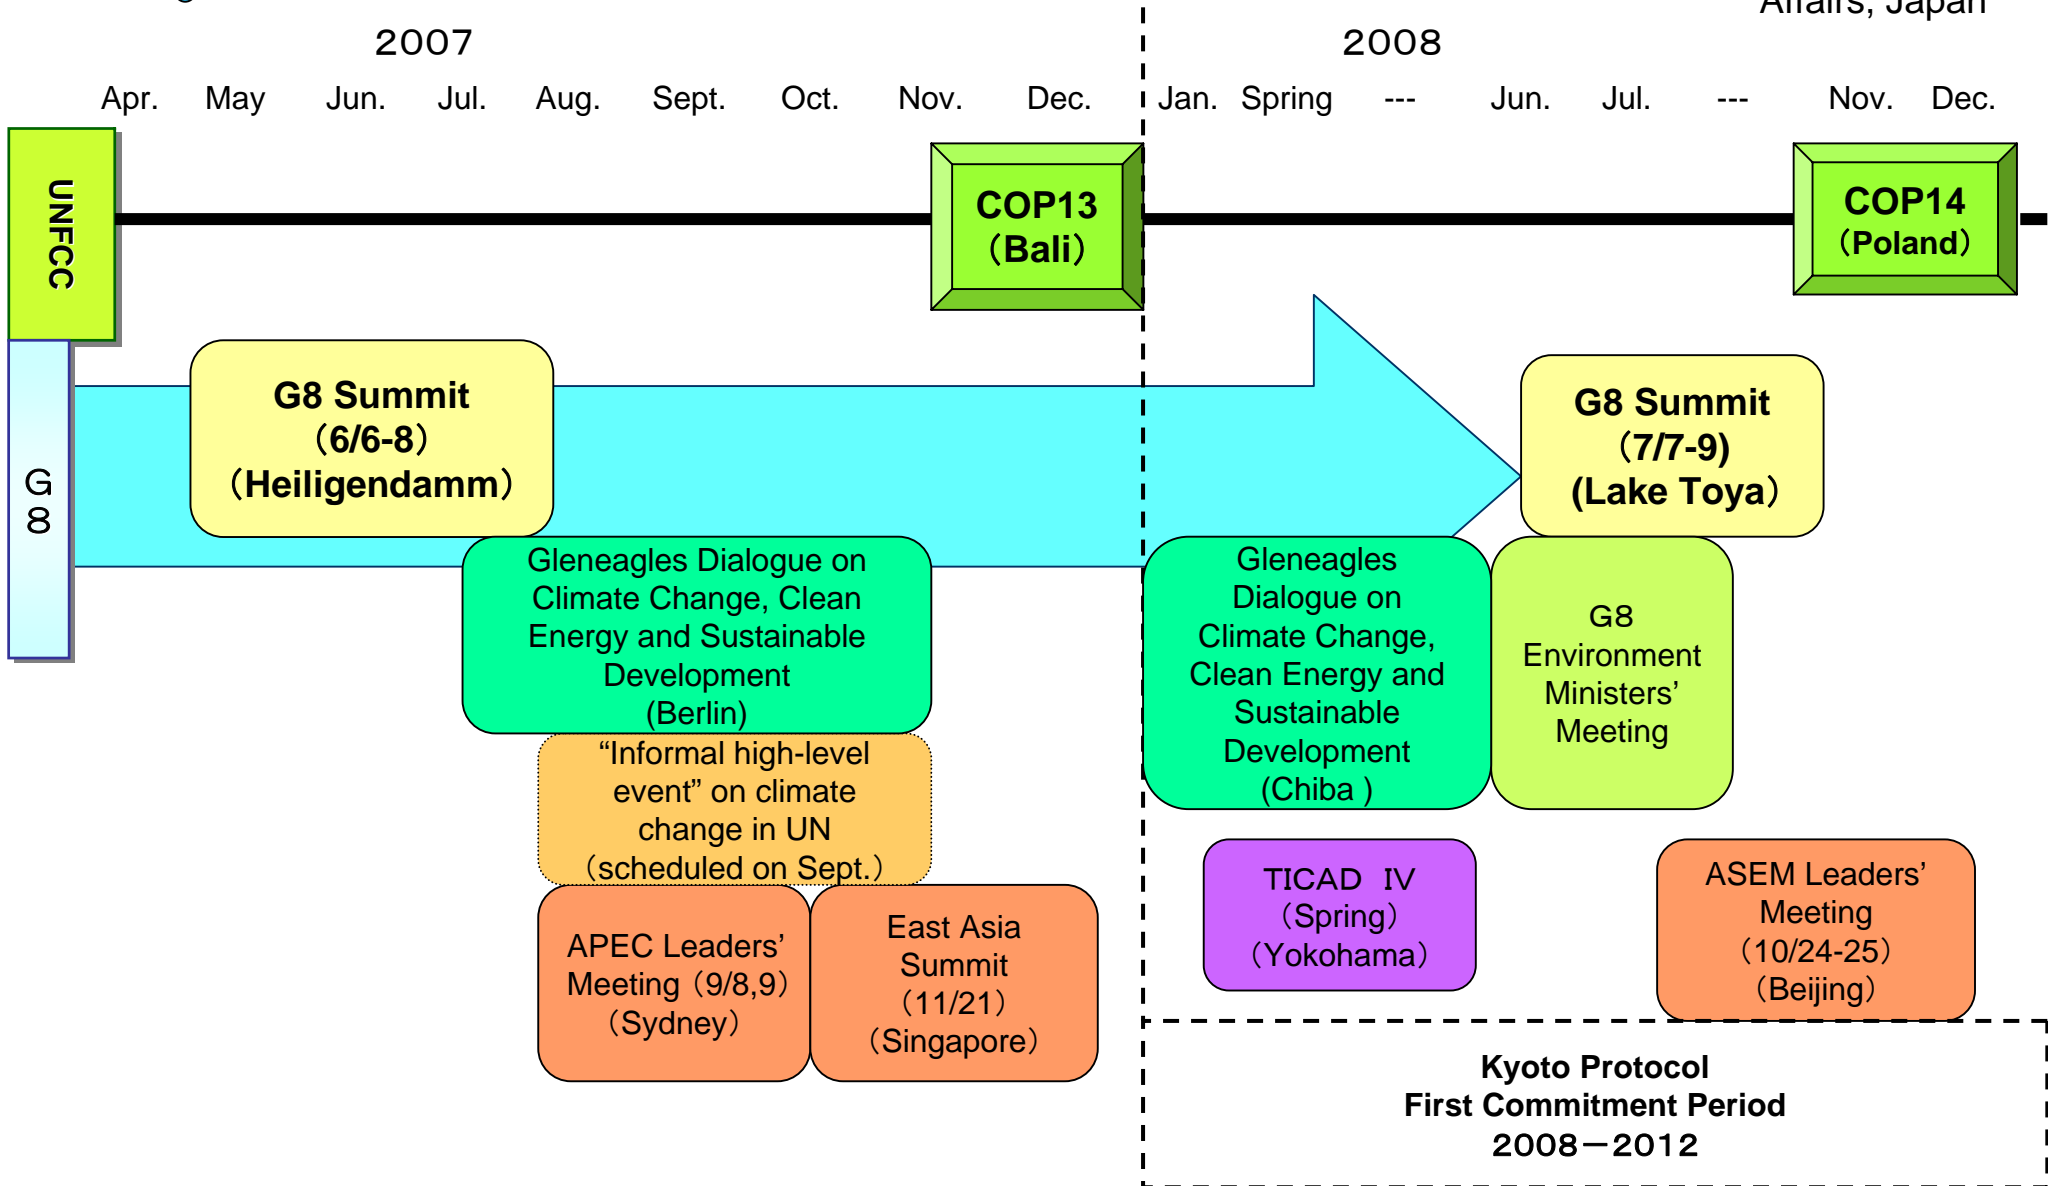 Affairs, Japan
2007
2008
Apr. May Jun. Jul. Aug. Sept. Oct. Nov. Dec. Jan. Spring --- Jun. Jul. --- Nov. Dec.
UNFCC
COP13
（Bali）
COP14
（Poland）
G8
G8 Summit
（6/6-8）
（Heiligendamm）
G8 Summit
（7/7-9)
(Lake Toya）
Gleneagles Dialogue on
Climate Change, Clean
Energy and Sustainable
Development
(Berlin)
Gleneagles
Dialogue on
Climate Change,
Clean Energy and
Sustainable
Development
(Chiba )
G8
Environment
Ministers’
Meeting
“Informal high-level
event” on climate
change in UN
（scheduled on Sept.）
APEC Leaders’
Meeting（9/8,9）
（Sydney）
East Asia
Summit
（11/21）
（Singapore）
TICAD　IV
（Spring）
（Yokohama）
ASEM Leaders’
Meeting
（10/24-25）
（Beijing）
Kyoto Protocol
First Commitment Period
2008－2012